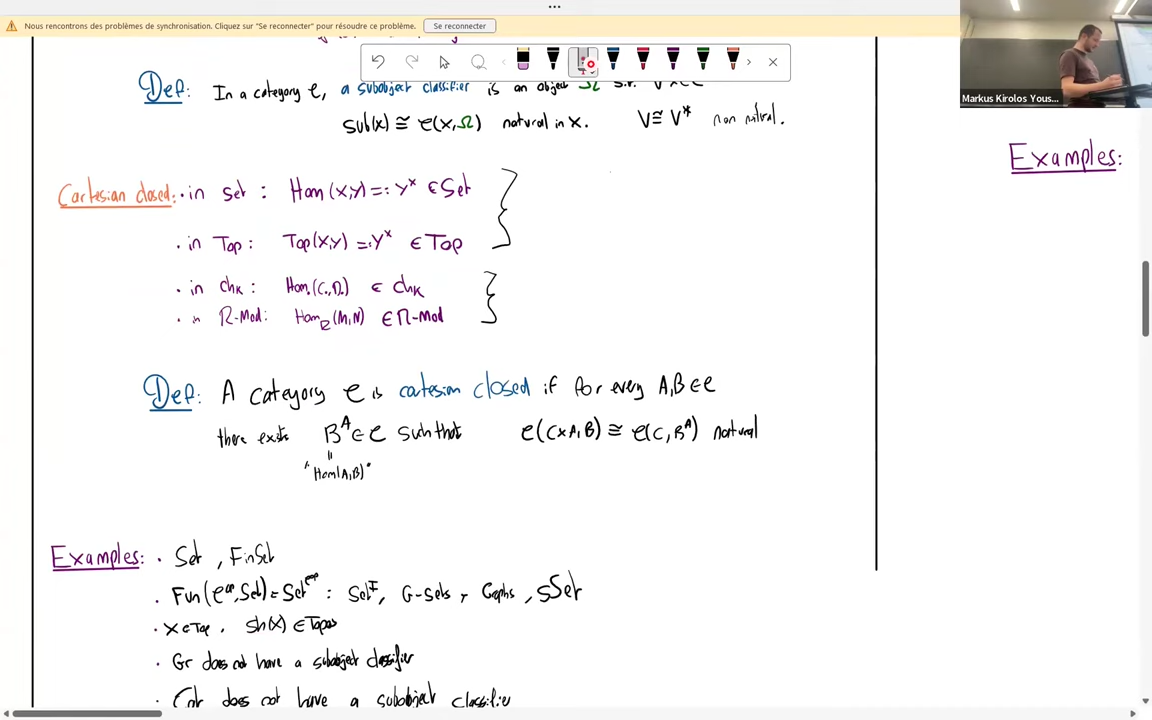 Nous rencontrons des problèmes de synchronisation. Cliquez sur "Se reconnecter" pour résoudre ce problème. Se reconnecter
Markus Kirolos Yous...
Def: In a category C, a subobject classifier is an object Ω s.t.
Sub(X) ≅ C(X,Ω) natural in X. V ≅ V* non natural.
Examples:
Cartesian closed: · in Set : Hom(X,Y) =: Y^X ∈ Set
· in Top : Top(X,Y) =: Y^X ∈ Top
· in Ch_K : Hom.(C.,D.) ∈ Ch_K
· in R-Mod: Hom_R(M,N) ∈ R-Mod
Def: A category C is cartesian closed if for every A,B ∈ C
there exists B^A ∈ C such that C(C×A,B) ≅ C(C,B^A) natural
"Hom(A,B)"
Examples: · Set , FinSet
· Fun(C^op,Set) = Set^C^op : Set^I, G-Sets, Graphs, sSet
· X ∈ Top, Sh(X) ∈ Topos
· Gr does not have a subobject classifier
· does not have a subobject classifier